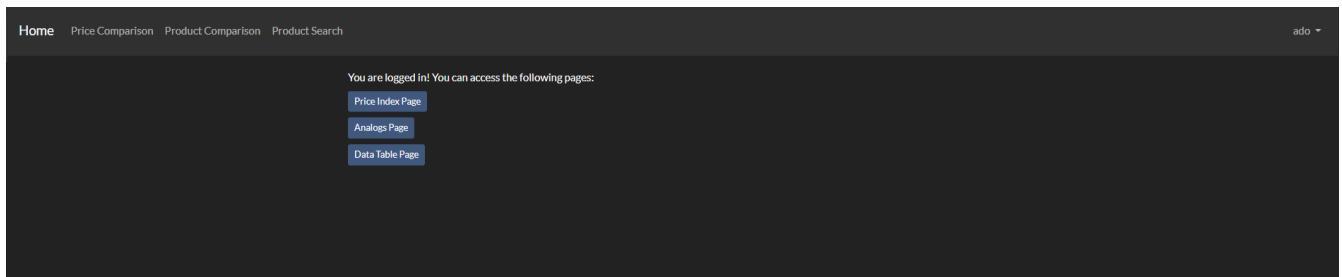 Home Price Comparison Product Comparison Product Search ado
You are logged in! You can access the following pages:
Price Index Page
Analogs Page
Data Table Page